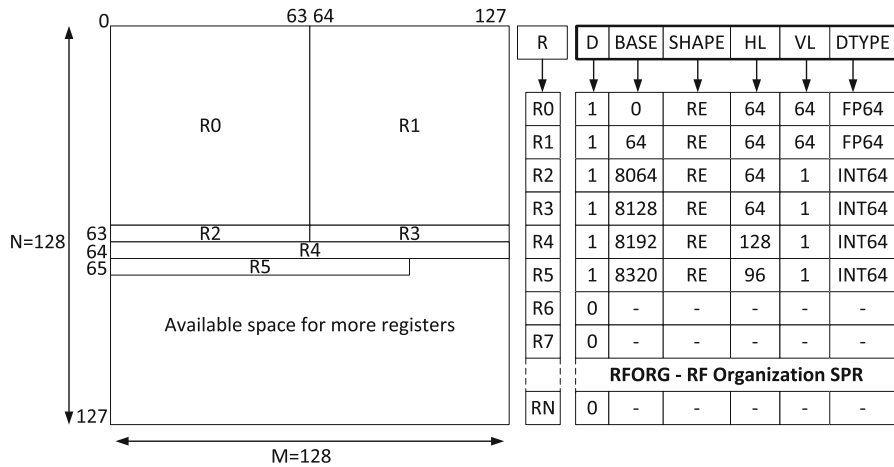 0 63 64 127
R0 R1
63 R2 R3
N=128 64 R4
65 R5
Available space for more registers
127
M=128
R D BASE SHAPE HL VL DTYPE
R0 1 0 RE 64 64 FP64
R1 1 64 RE 64 64 FP64
R2 1 8064 RE 64 1 INT64
R3 1 8128 RE 64 1 INT64
R4 1 8192 RE 128 1 INT64
R5 1 8320 RE 96 1 INT64
R6 0 - - - - -
R7 0 - - - - -
RFORG - RF Organization SPR
RN 0 - - - - -